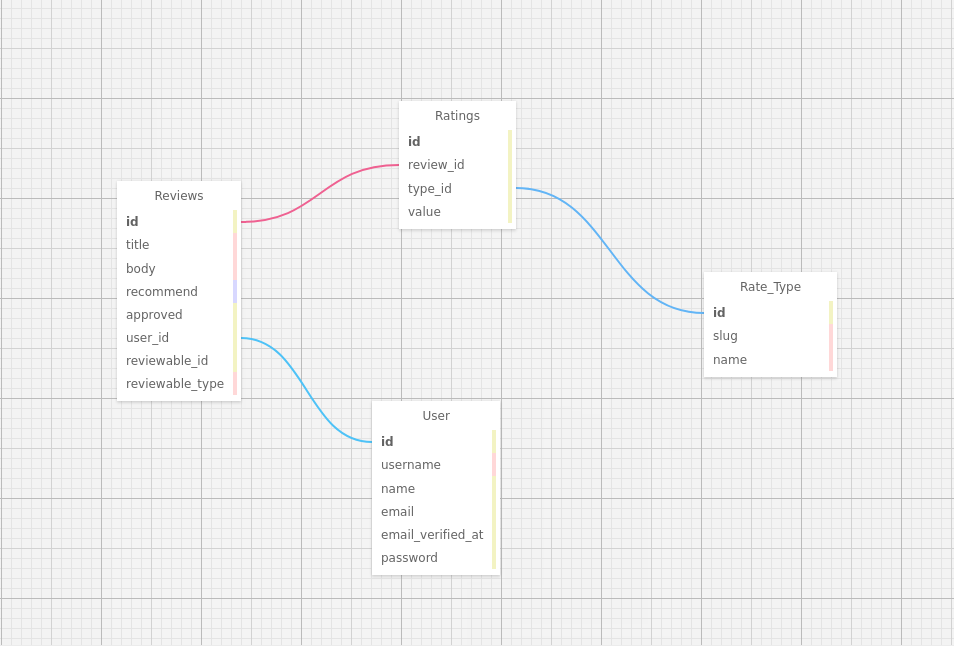 Ratings
id
review_id
type_id
value
Reviews
id
title
body
recommend
approved
user_id
reviewable_id
reviewable_type
Rate_Type
id
slug
name
User
id
username
name
email
email_verified_at
password